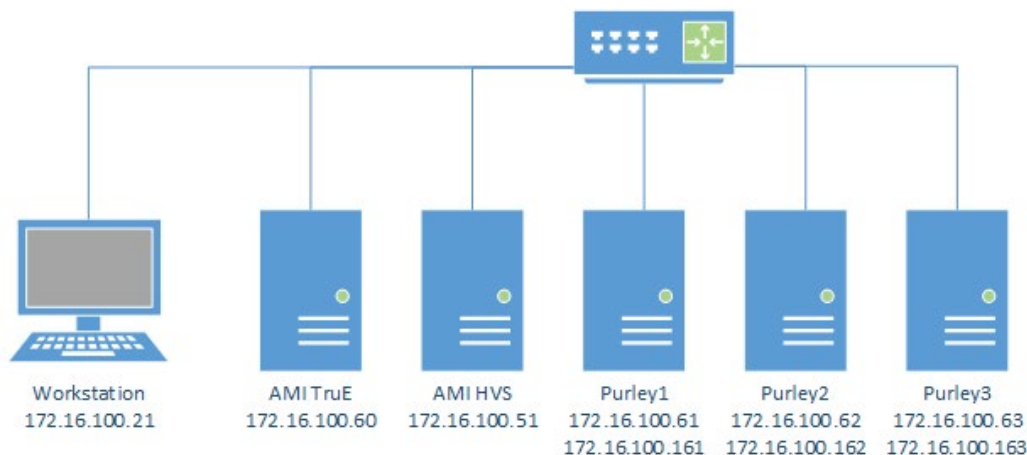 Workstation
172.16.100.21
AMI TruE
172.16.100.60
AMI HVS
172.16.100.51
Purley1
172.16.100.61
172.16.100.161
Purley2
172.16.100.62
172.16.100.162
Purley3
172.16.100.63
172.16.100.163